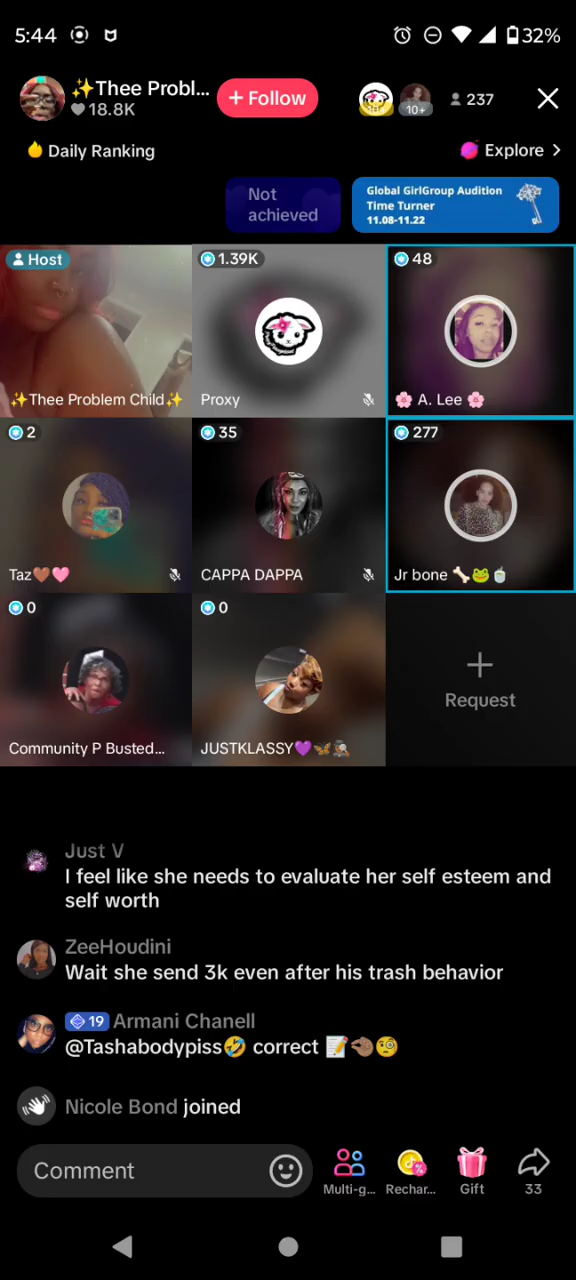 5:44
32%
✨Thee Probl...
18.8K
+ Follow
10+
237
Daily Ranking
Explore >
Not
achieved
Global GirlGroup Audition
Time Turner
11.08-11.22
Host
✨Thee Problem Child✨
1.39K
Proxy
48
🌸 A. Lee 🌸
2
Taz🤎🩷
35
CAPPA DAPPA
277
Jr bone 🦴🐸🍵
0
Community P Busted...
0
JUSTKLASSY💜🦋🕵🏽‍♀️
Request
Just V
I feel like she needs to evaluate her self esteem and
self worth
ZeeHoudini
Wait she send 3k even after his trash behavior
19 Armani Chanell
@Tashabodypiss🤣 correct 📝👌🏽🧐
Nicole Bond joined
Comment
Multi-g...
Rechar...
Gift
33